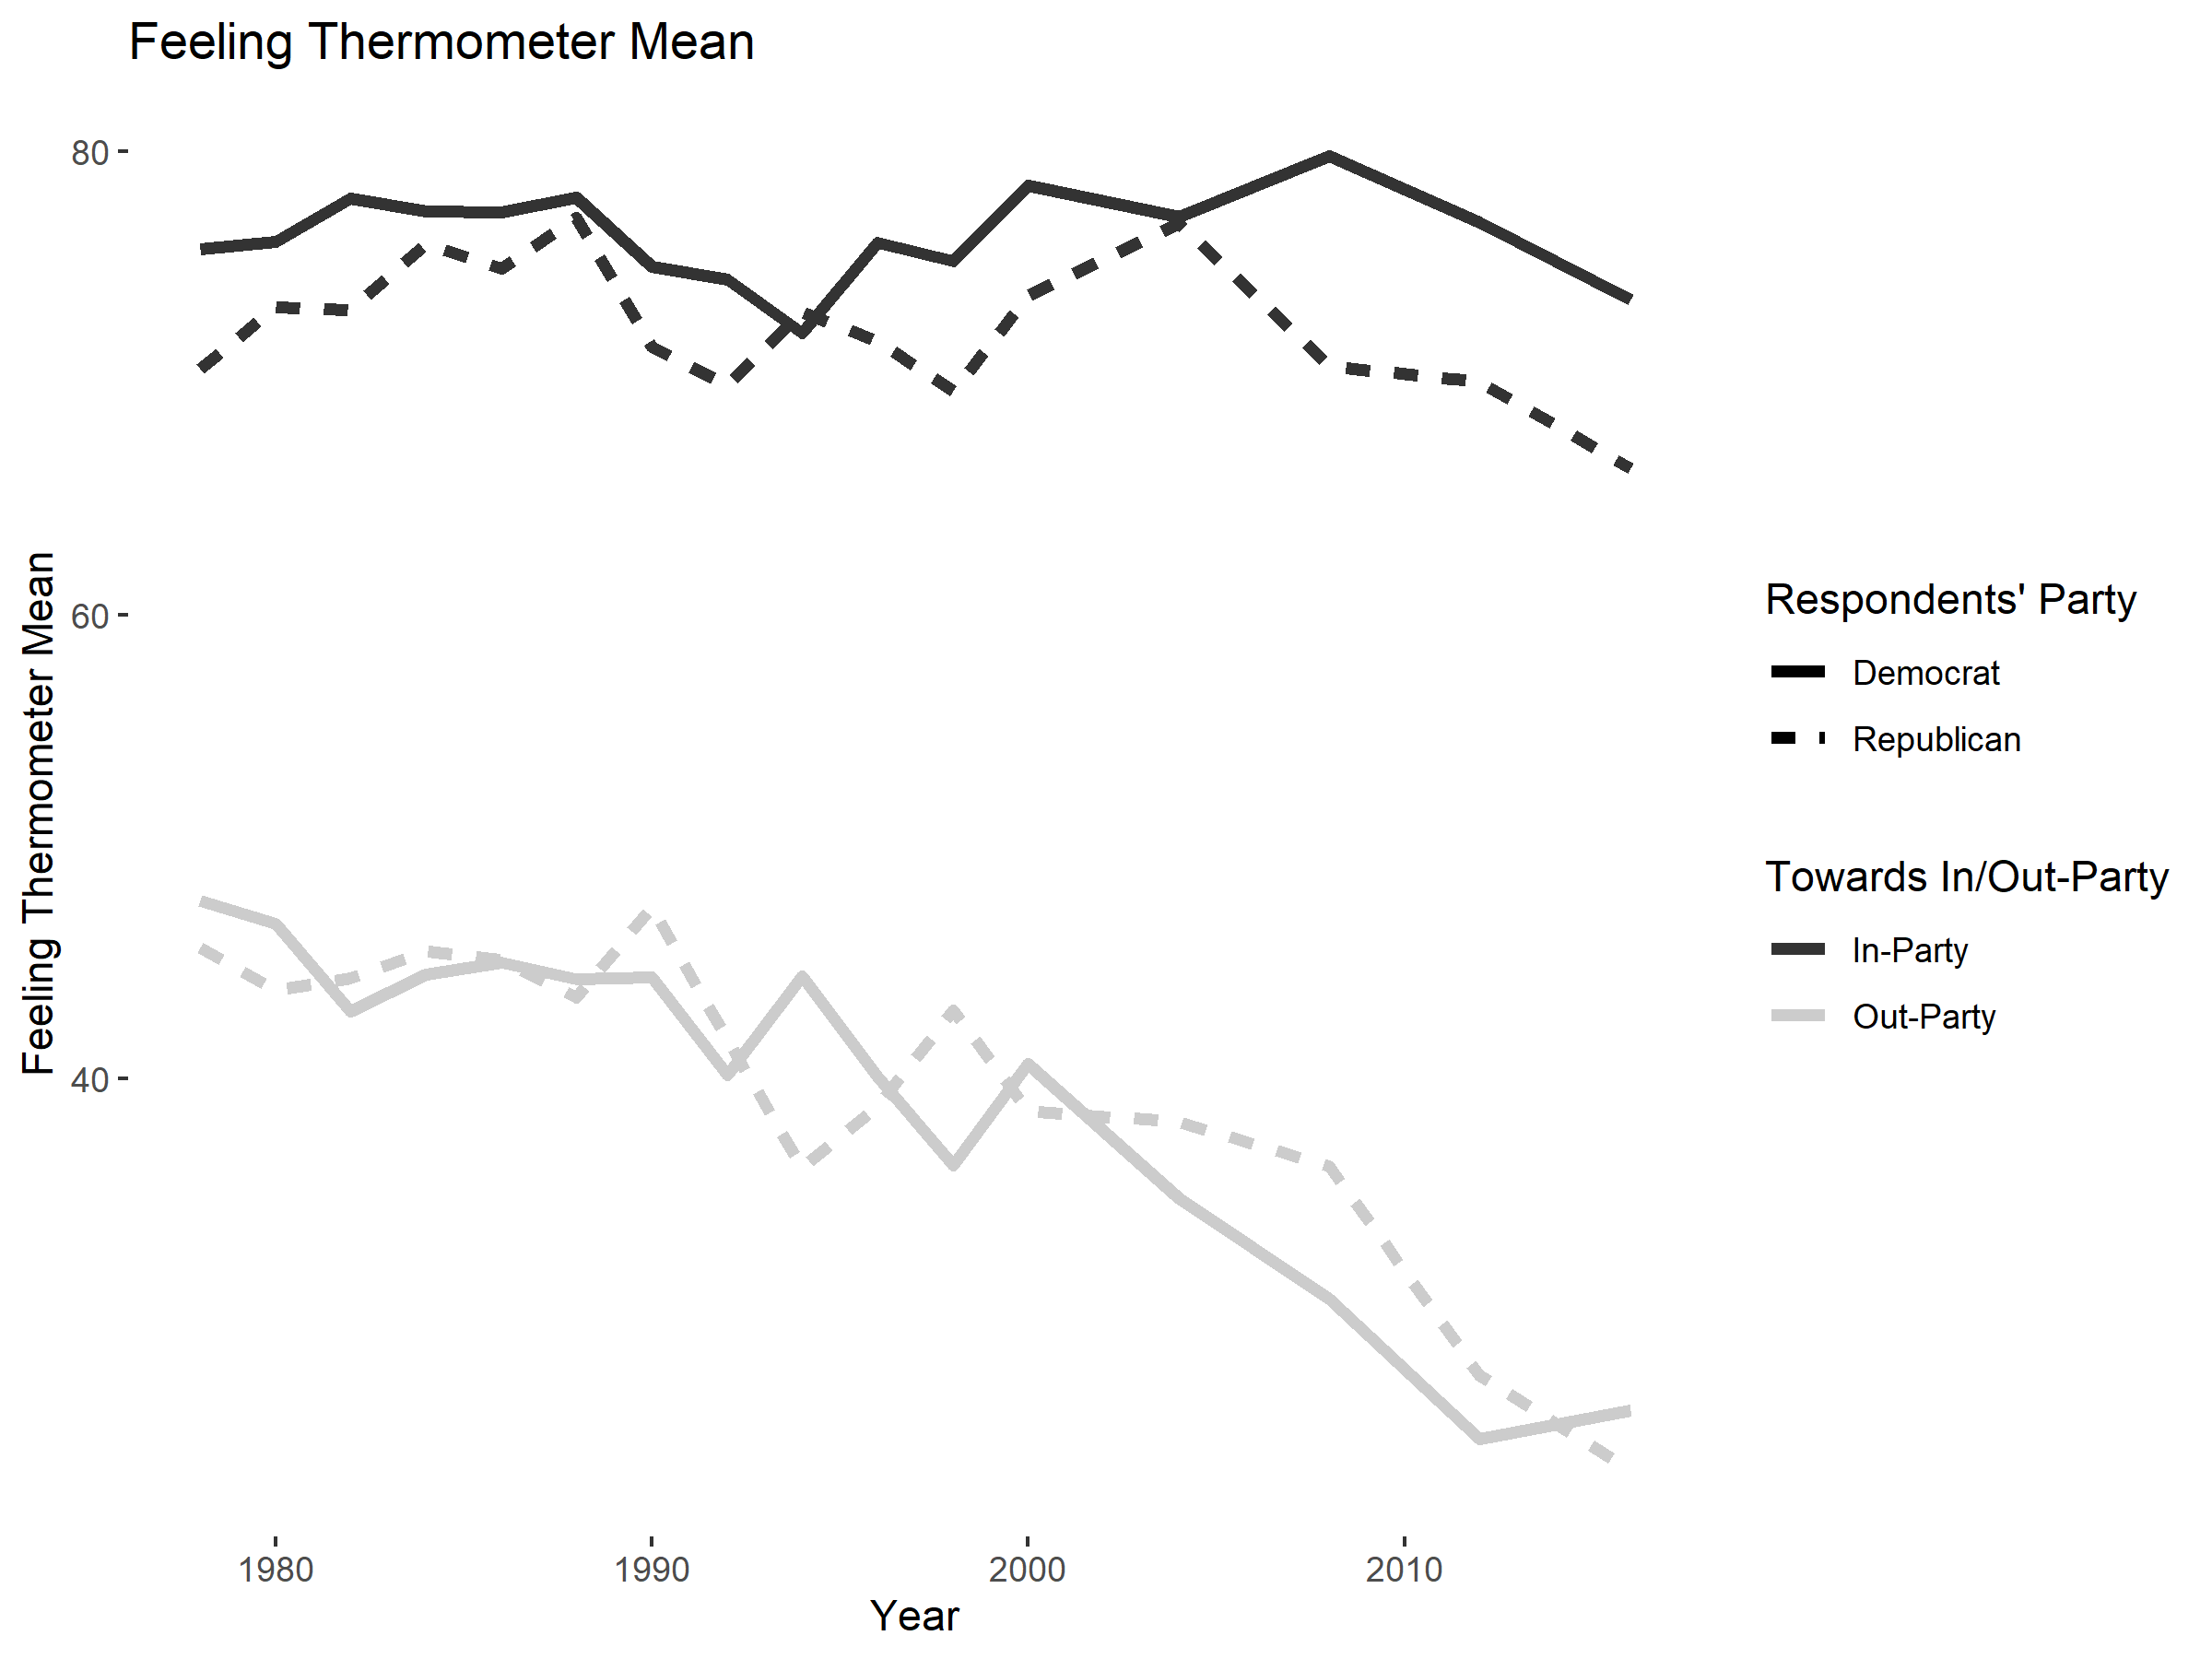 Feeling Thermometer Mean
Feeling Thermometer Mean
80
60
40
1980
1990
2000
2010
Year
Respondents' Party
Democrat
Republican
Towards In/Out-Party
In-Party
Out-Party